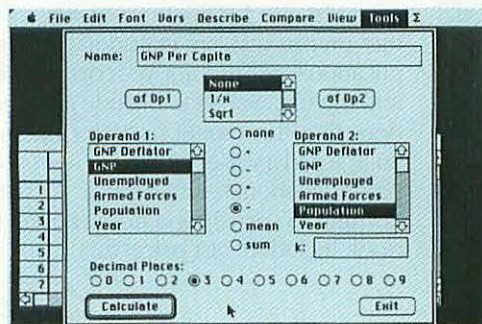 File Edit Font Vars Describe Compare View Tools Σ
Name: GNP Per Capita
None
of Op1 1/x of Op2
Sqrt
Operand 1: none Operand 2:
GNP Deflator GNP Deflator
GNP GNP
Unemployed Unemployed
Armed Forces Armed Forces
Population Population
Year mean Year
sum k:
1
2
3
4
5
6
7
Decimal Places:
0 1 2 3 4 5 6 7 8 9
Calculate Exit